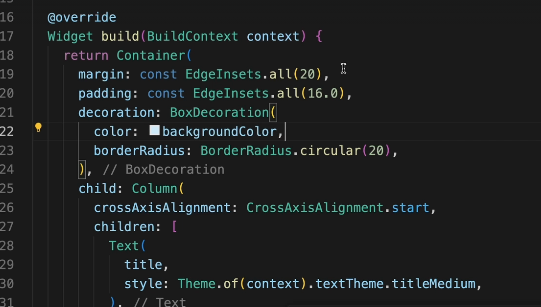 16 @override
17 Widget build(BuildContext context) {
18 return Container(
19 margin: const EdgeInsets.all(20),
20 padding: const EdgeInsets.all(16.0),
21 decoration: BoxDecoration(
22 color: backgroundColor,
23 borderRadius: BorderRadius.circular(20),
24 ), // BoxDecoration
25 child: Column(
26 crossAxisAlignment: CrossAxisAlignment.start,
27 children: [
28 Text(
29 title,
30 style: Theme.of(context).textTheme.titleMedium,
31 ), // Text